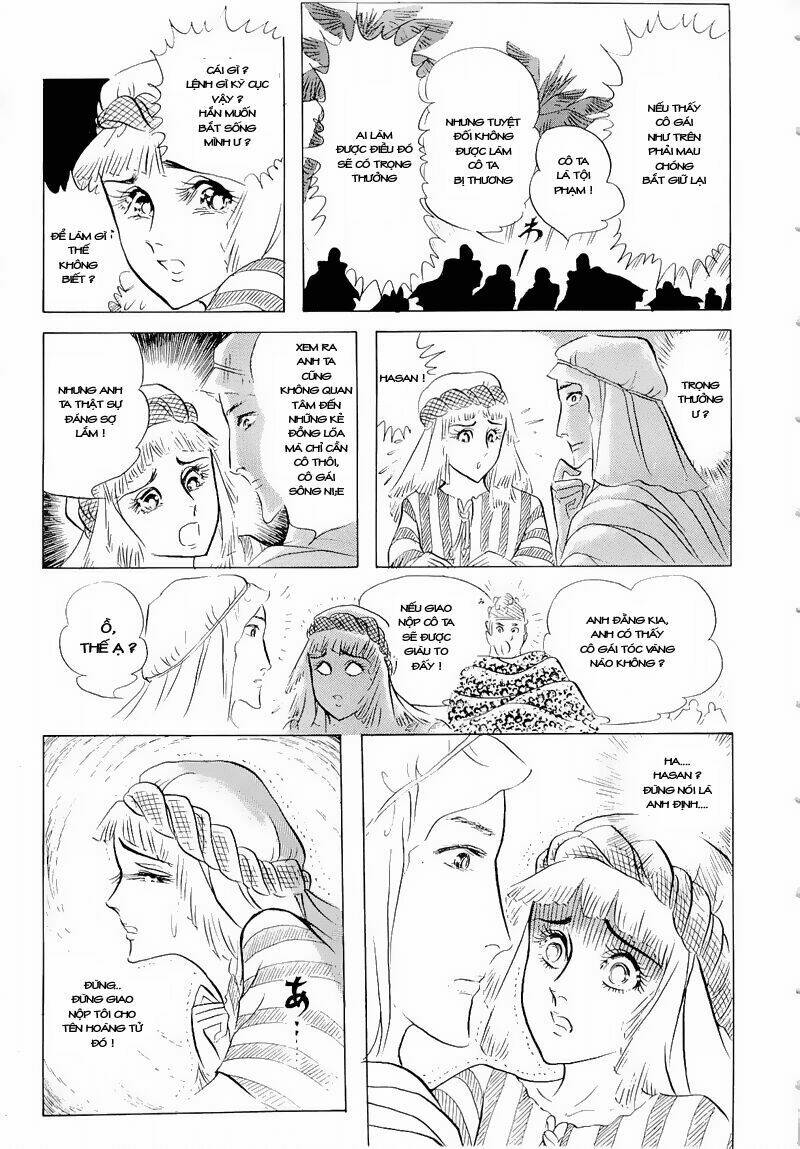 NẾU THẤY
CÔ GÁI
NHƯ TRÊN
PHẢI MAU
CHÓNG
BẮT GIỮ LẠI
CÔ TA
LÀ TỘI
PHẠM !
NHƯNG TUYỆT
ĐỐI KHÔNG
ĐƯỢC LÀM
CÔ TA
BỊ THƯƠNG
AI LÀM
ĐƯỢC ĐIỀU ĐÓ
SẼ CÓ TRỌNG
THƯỞNG
わ
CÁI GÌ ?
LỆNH GÌ KỲ CỤC
VẬY ?
HẮN MUỐN
BẮT SỐNG
MÌNH Ư ?
ĐỂ LÀM GÌ
THẾ
KHÔNG
BIẾT ?
TRỌNG
THƯỞNG
Ư ?
HASAN !
XEM RA
ANH TA
CŨNG
KHÔNG QUAN
TÂM ĐẾN
NHỮNG KẺ
ĐỒNG LÕA
MÀ CHỈ CẦN
CÔ THÔI,
CÔ GÁI
SÔNG NI;E
NHƯNG ANH
TA THẬT SỰ
ĐÁNG SỢ
LẮM !
ANH ĐẰNG KIA,
ANH CÓ THẤY
CÔ GÁI TÓC VÀNG
NÀO KHÔNG ?
NẾU GIAO
NỘP CÔ TA
SẼ ĐƯỢC
GIÀU TO
ĐẤY !
Ồ,
THẾ Ạ ?
HA....
HASAN ?
ĐỪNG NÓI LÀ
ANH ĐỊNH....
あ…
ĐỪNG..
ĐỪNG GIAO
NỘP TÔI CHO
TÊN HOÀNG TỬ
ĐÓ !